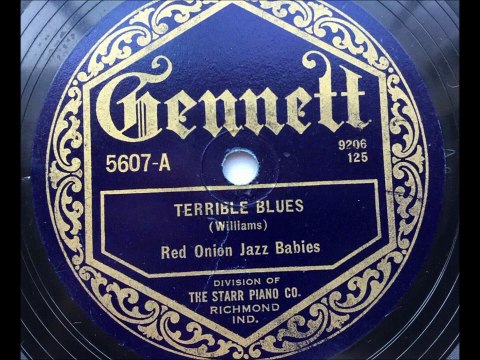 Gennett
5607-A
9206
125
TERRIBLE BLUES
(Williams)
Red Onion Jazz Babies
DIVISION OF
THE STARR PIANO CO.
RICHMOND
IND.